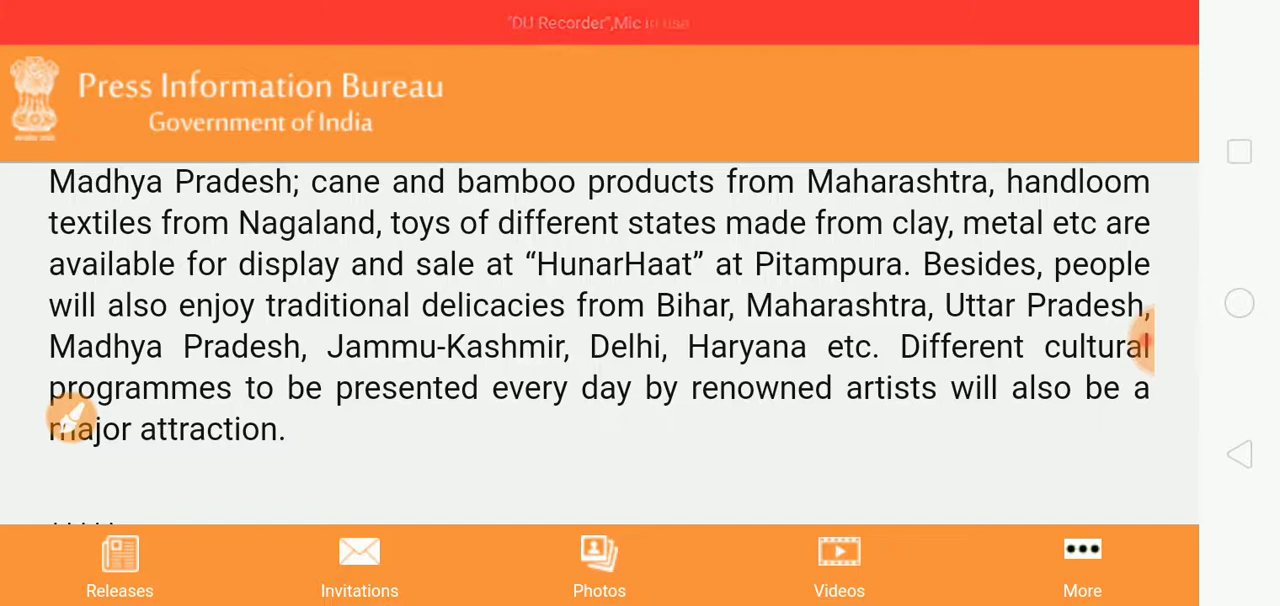 "DU Recorder",Mic in use
Press Information Bureau
Government of India
Madhya Pradesh; cane and bamboo products from Maharashtra, handloom
textiles from Nagaland, toys of different states made from clay, metal etc are
available for display and sale at “HunarHaat” at Pitampura. Besides, people
will also enjoy traditional delicacies from Bihar, Maharashtra, Uttar Pradesh,
Madhya Pradesh, Jammu-Kashmir, Delhi, Haryana etc. Different cultural
programmes to be presented every day by renowned artists will also be a
major attraction.
Releases
Invitations
Photos
Videos
More